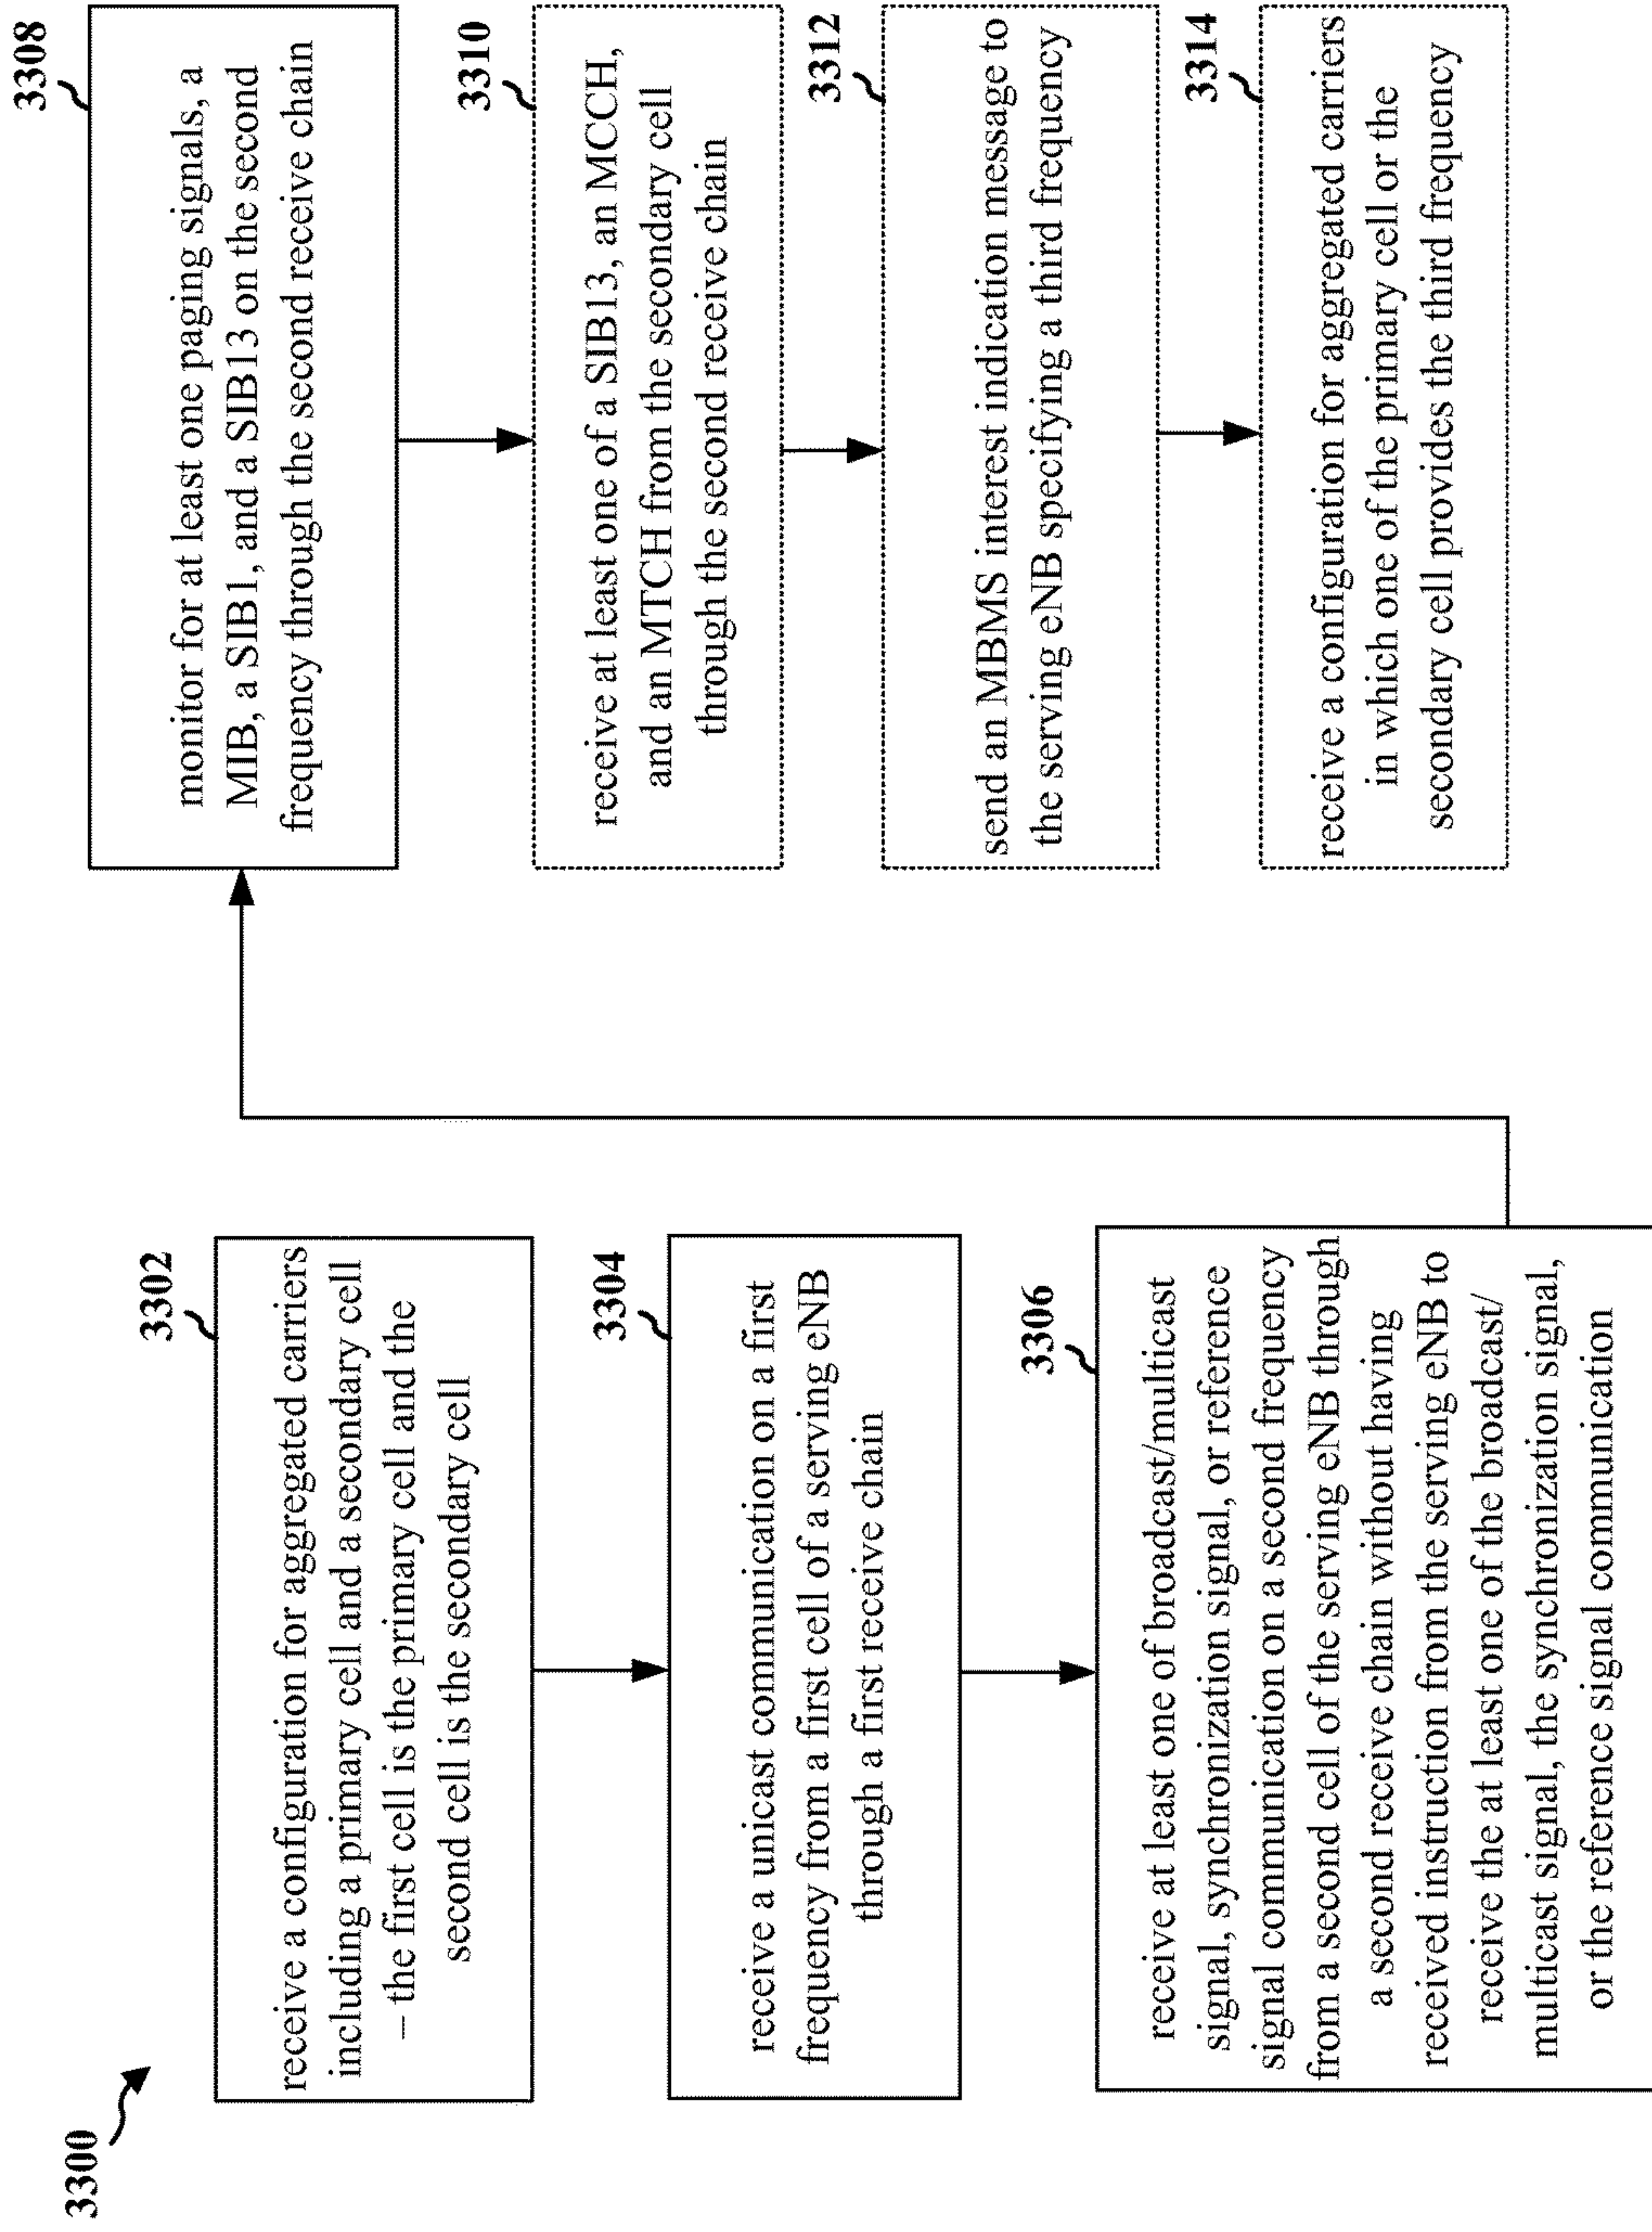 3300
3302
receive a configuration for aggregated carriers
including a primary cell and a secondary cell
– the first cell is the primary cell and the
second cell is the secondary cell
3304
receive a unicast communication on a first
frequency from a first cell of a serving eNB
through a first receive chain
3306
receive at least one of broadcast/multicast
signal, synchronization signal, or reference
signal communication on a second frequency
from a second cell of the serving eNB through
a second receive chain without having
received instruction from the serving eNB to
receive the at least one of the broadcast/
multicast signal, the synchronization signal,
or the reference signal communication
3308
monitor for at least one paging signals, a
MIB, a SIB1, and a SIB13 on the second
frequency through the second receive chain
3310
receive at least one of a SIB13, an MCCH,
and an MTCH from the secondary cell
through the second receive chain
3312
send an MBMS interest indication message to
the serving eNB specifying a third frequency
3314
receive a configuration for aggregated carriers
in which one of the primary cell or the
secondary cell provides the third frequency